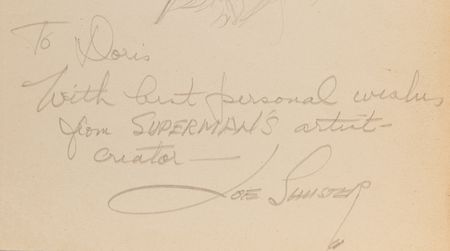 To Doris
With best personal wishes
from SUPERMAN'S artist-
creator—
JOE SHUSTER